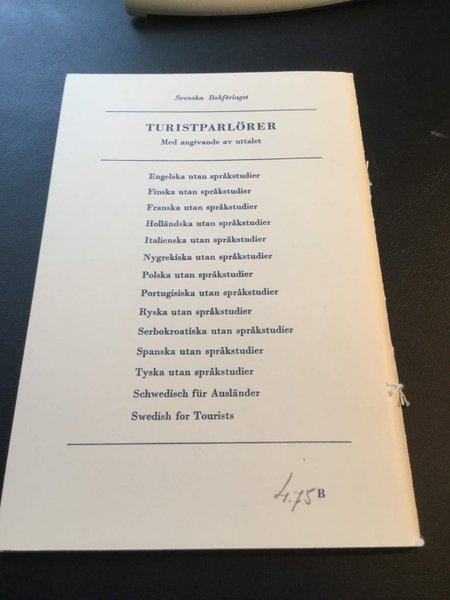 Svenska Bokförlaget
TURISTPARLÖRER
Med angivande av uttalet
Engelska utan språkstudier
Finska utan språkstudier
Franska utan språkstudier
Holländska utan språkstudier
Italienska utan språkstudier
Nygrekiska utan språkstudier
Polska utan språkstudier
Portugisiska utan språkstudier
Ryska utan språkstudier
Serbokroatiska utan språkstudier
Spanska utan språkstudier
Tyska utan språkstudier
Schwedisch für Ausländer
Swedish for Tourists
4.75 B